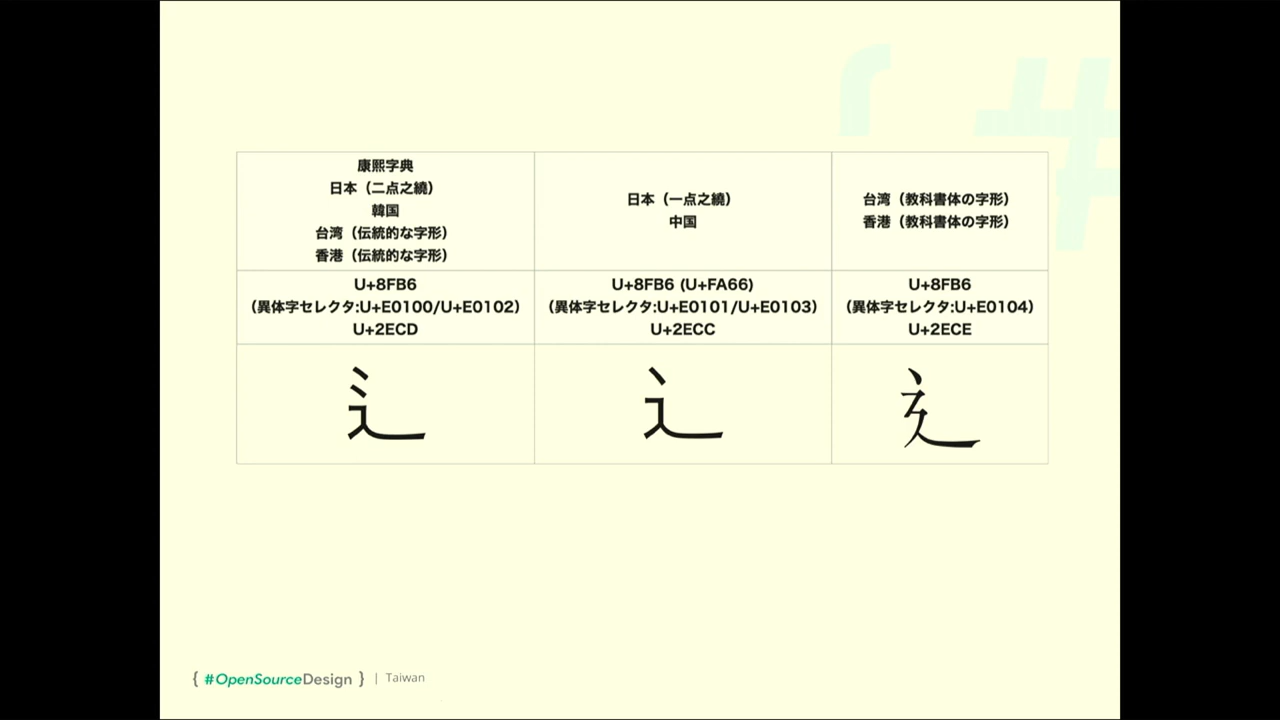 康熙字典
日本（二点之繞）
韓国
台湾（伝統的な字形）
香港（伝統的な字形）
日本（一点之繞）
中国
台湾（教科書体の字形）
香港（教科書体の字形）
U+8FB6
（異体字セレクタ:U+E0100/U+E0102）
U+2ECD
U+8FB6 (U+FA66)
（異体字セレクタ:U+E0101/U+E0103）
U+2ECC
U+8FB6
（異体字セレクタ:U+E0104）
U+2ECE
⻍
⻌
⻎
{ #OpenSourceDesign } | Taiwan